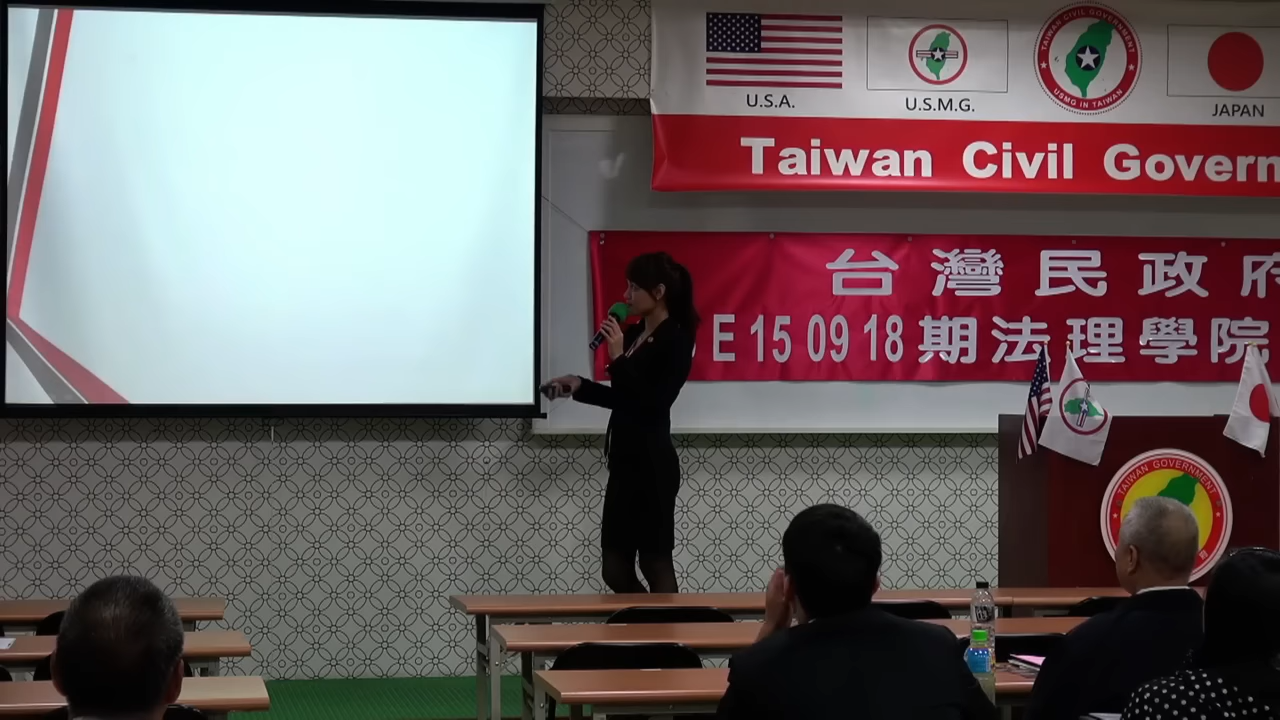 U.S.A.
U.S.M.G.
TAIWAN CIVIL GOVERNMENT
USMG IN TAIWAN
JAPAN
Taiwan Civil Govern
台灣民政府
E 15 09 18 期法理學院
TAIWAN GOVERNMENT